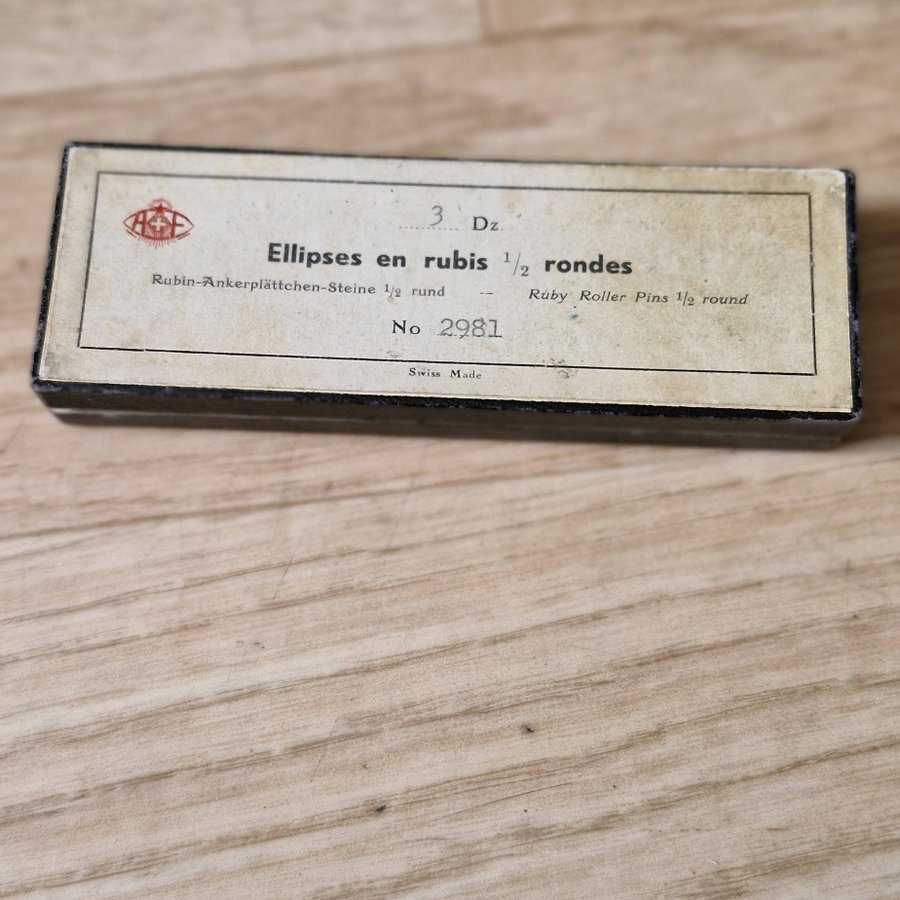 A F
3 Dz.
Ellipses en rubis 1/2 rondes
Rubin-Ankerplättchen-Steine 1/2 rund — Ruby Roller Pins 1/2 round
No 2981
Swiss Made